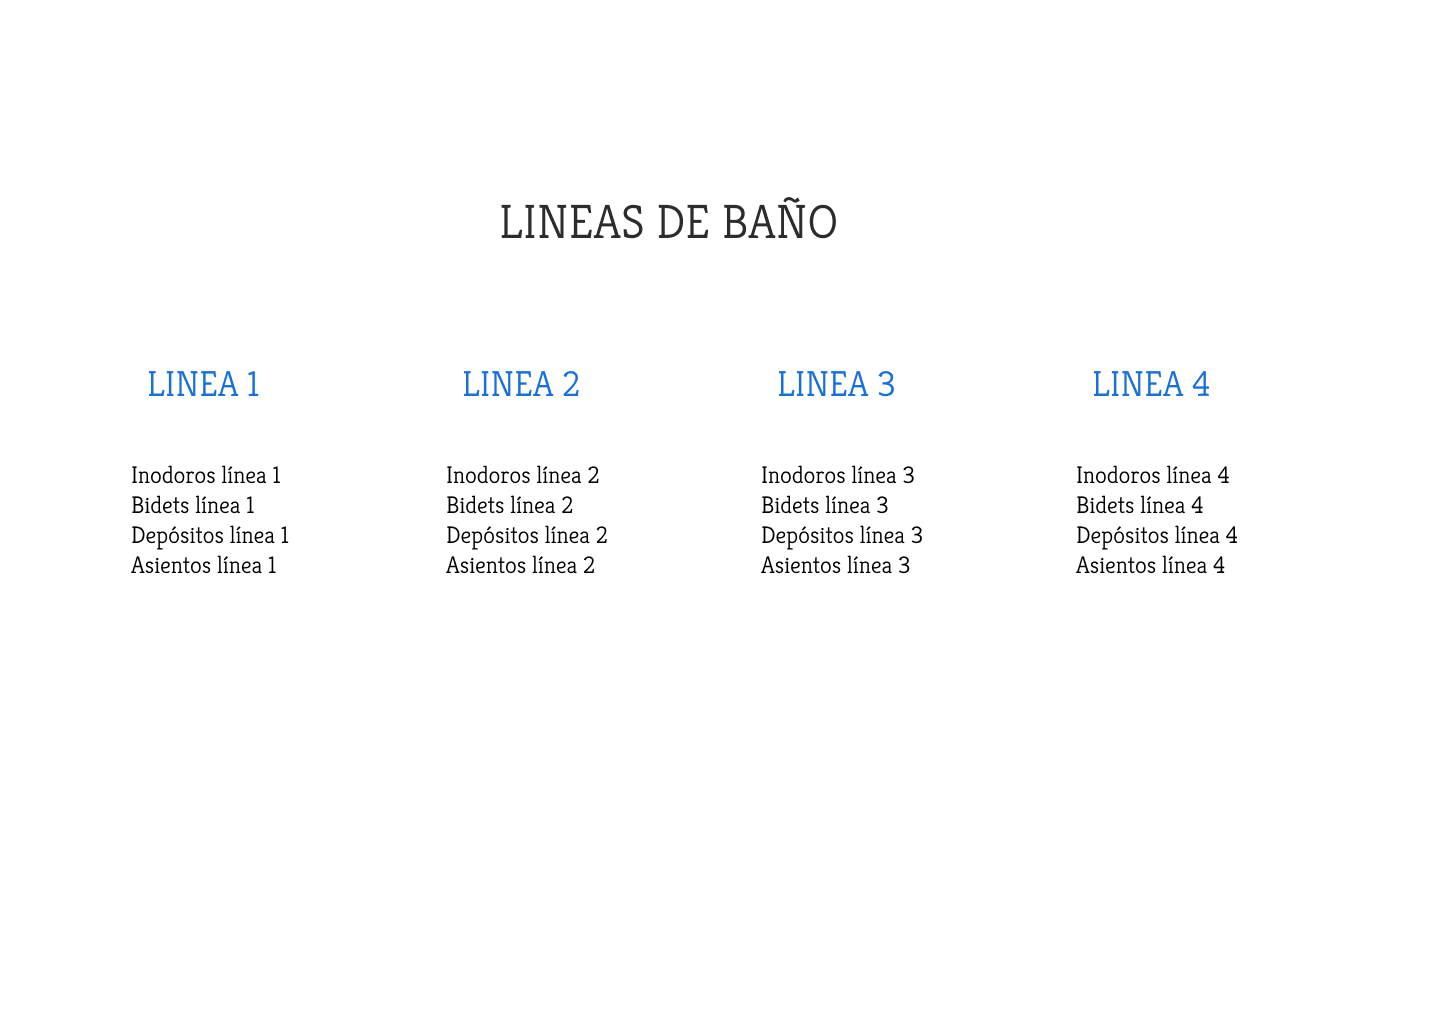 LINEAS DE BAÑO
LINEA 1
Inodoros línea 1
Bidets línea 1
Depósitos línea 1
Asientos línea 1
LINEA 2
Inodoros línea 2
Bidets línea 2
Depósitos línea 2
Asientos línea 2
LINEA 3
Inodoros línea 3
Bidets línea 3
Depósitos línea 3
Asientos línea 3
LINEA 4
Inodoros línea 4
Bidets línea 4
Depósitos línea 4
Asientos línea 4